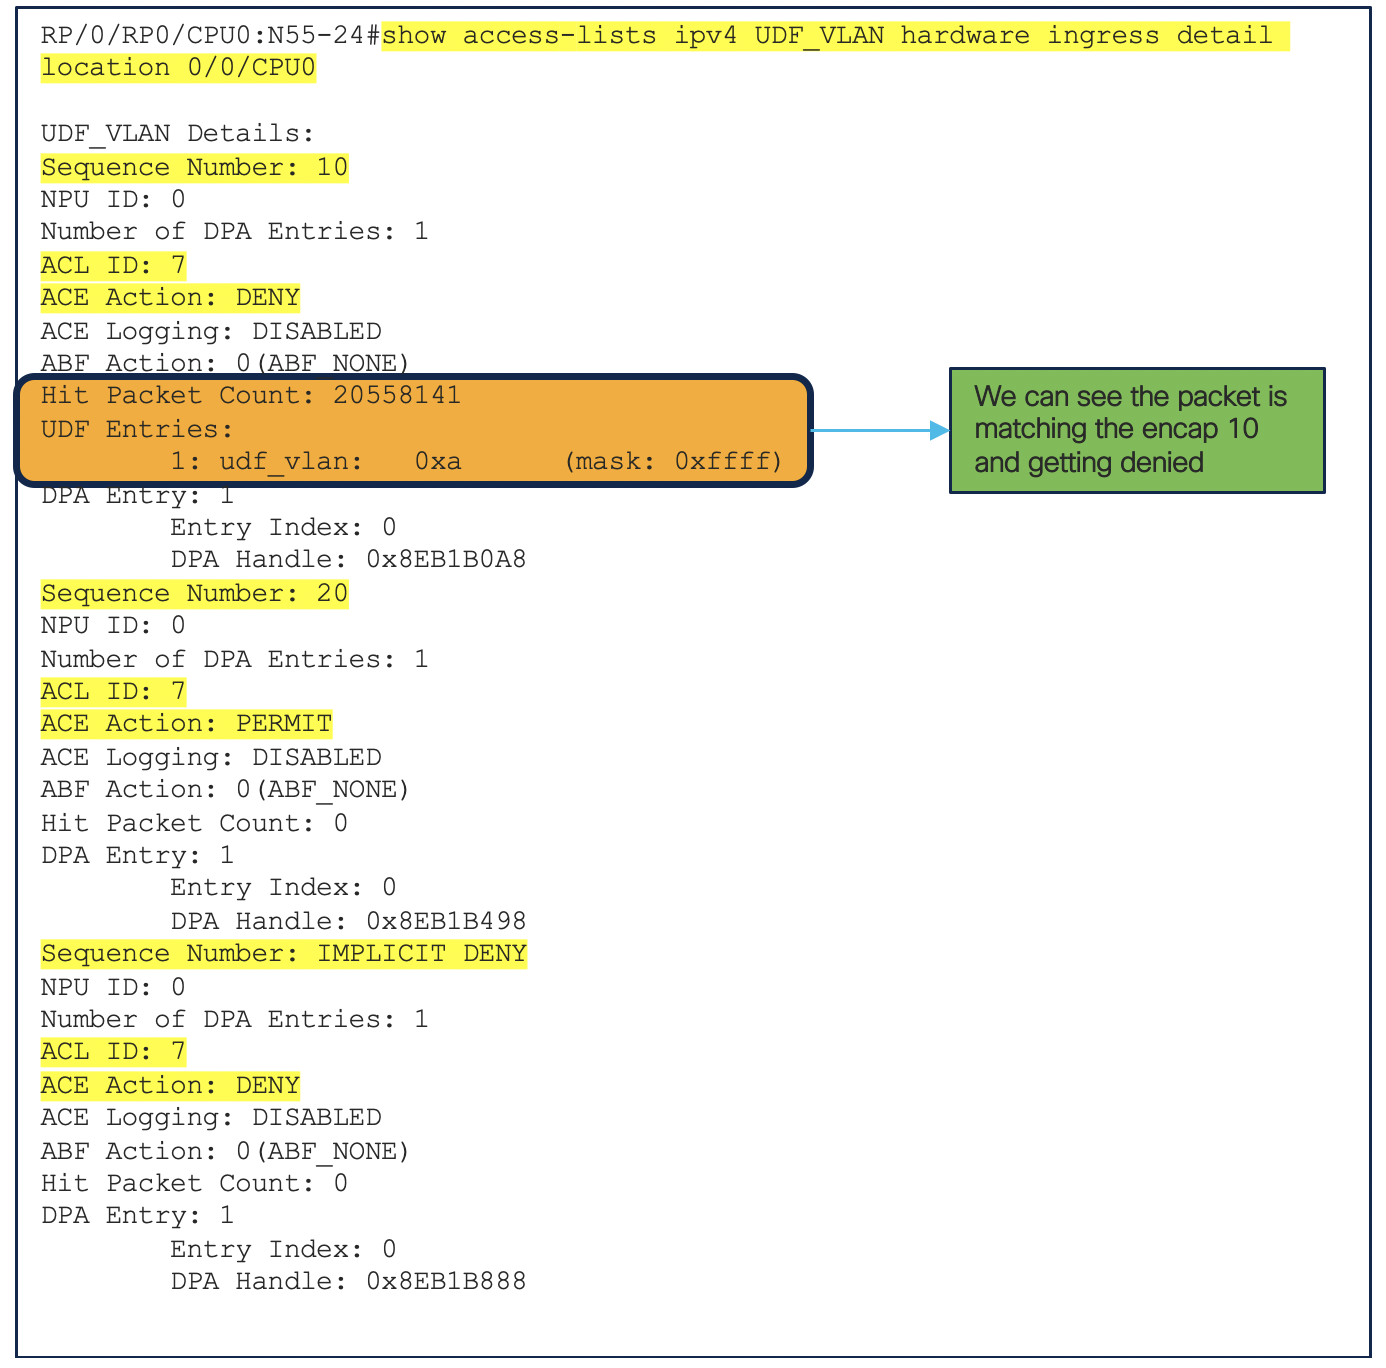 RP/0/RP0/CPU0:N55-24#show access-lists ipv4 UDF_VLAN hardware ingress detail
location 0/0/CPU0
UDF_VLAN Details:
Sequence Number: 10
NPU ID: 0
Number of DPA Entries: 1
ACL ID: 7
ACE Action: DENY
ACE Logging: DISABLED
ABF Action: 0(ABF_NONE)
Hit Packet Count: 20558141
UDF Entries:
1: udf_vlan: 0xa (mask: 0xffff)
We can see the packet is
matching the encap 10
and getting denied
DPA Entry: 1
Entry Index: 0
DPA Handle: 0x8EB1B0A8
Sequence Number: 20
NPU ID: 0
Number of DPA Entries: 1
ACL ID: 7
ACE Action: PERMIT
ACE Logging: DISABLED
ABF Action: 0(ABF_NONE)
Hit Packet Count: 0
DPA Entry: 1
Entry Index: 0
DPA Handle: 0x8EB1B498
Sequence Number: IMPLICIT DENY
NPU ID: 0
Number of DPA Entries: 1
ACL ID: 7
ACE Action: DENY
ACE Logging: DISABLED
ABF Action: 0(ABF_NONE)
Hit Packet Count: 0
DPA Entry: 1
Entry Index: 0
DPA Handle: 0x8EB1B888